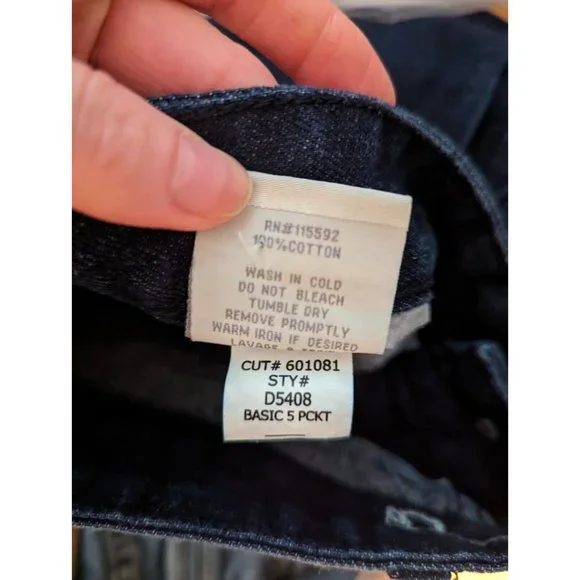 RN#115592
100%COTTON
WASH IN COLD
DO NOT BLEACH
TUMBLE DRY
REMOVE PROMPTLY
WARM IRON IF DESIRED
CUT# 601081
STY#
D5408
BASIC 5 PCKT